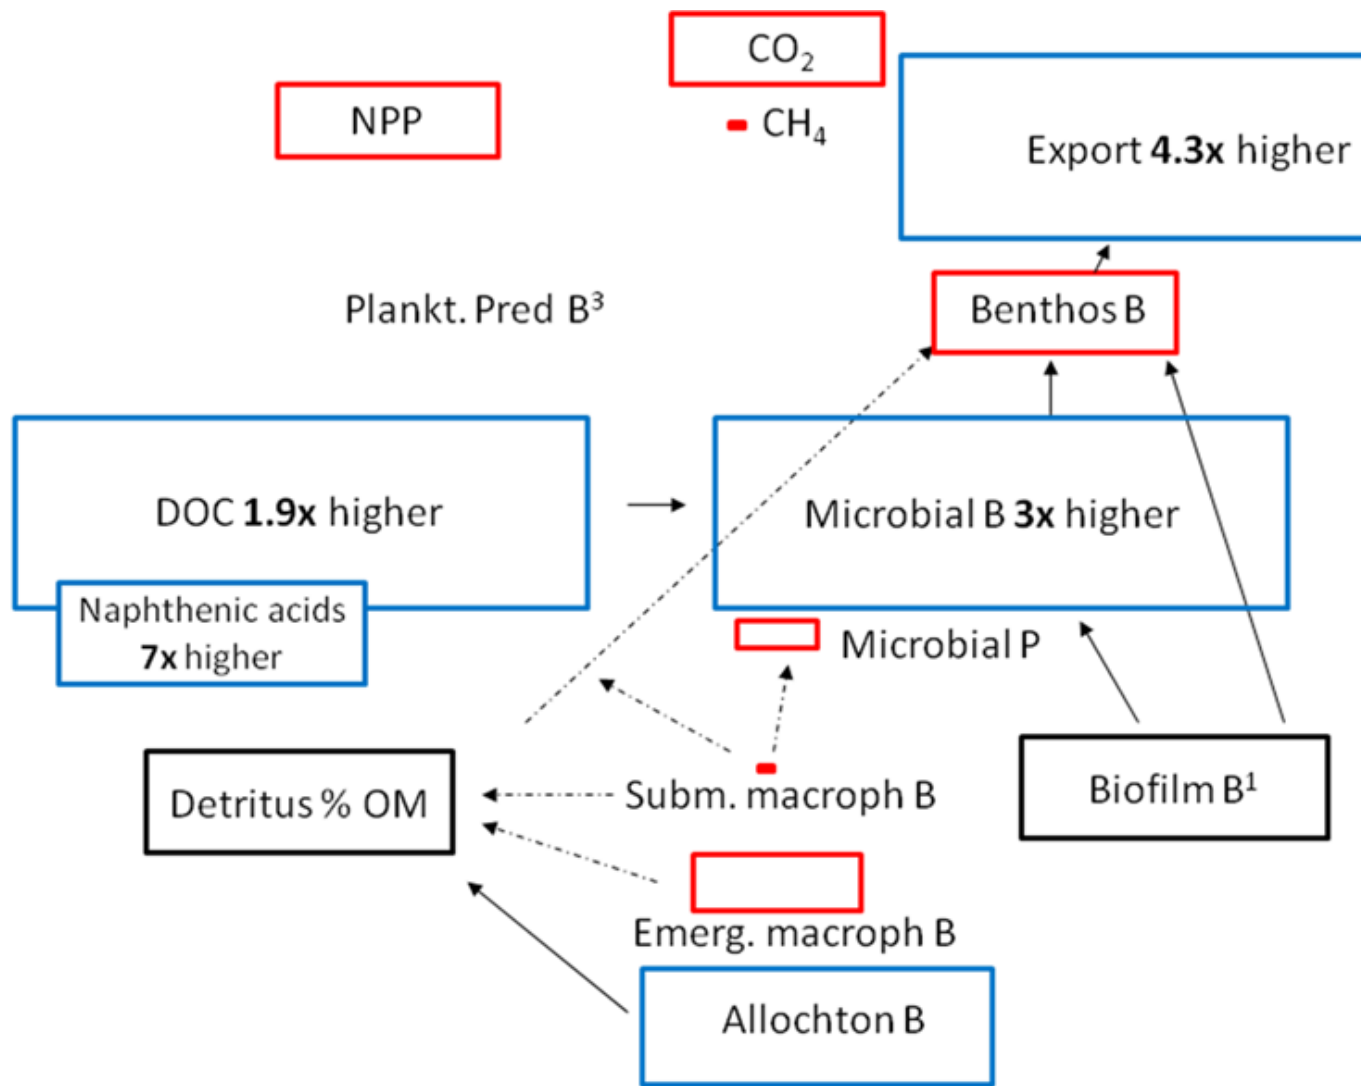 CO₂
NPP
CH₄
Export 4.3x higher
Plankt. Pred B³
Benthos B
DOC 1.9x higher
Microbial B 3x higher
Naphthenic acids
7x higher
Microbial P
Detritus % OM
Subm. macroph B
Biofilm B¹
Emerg. macroph B
Allochton B